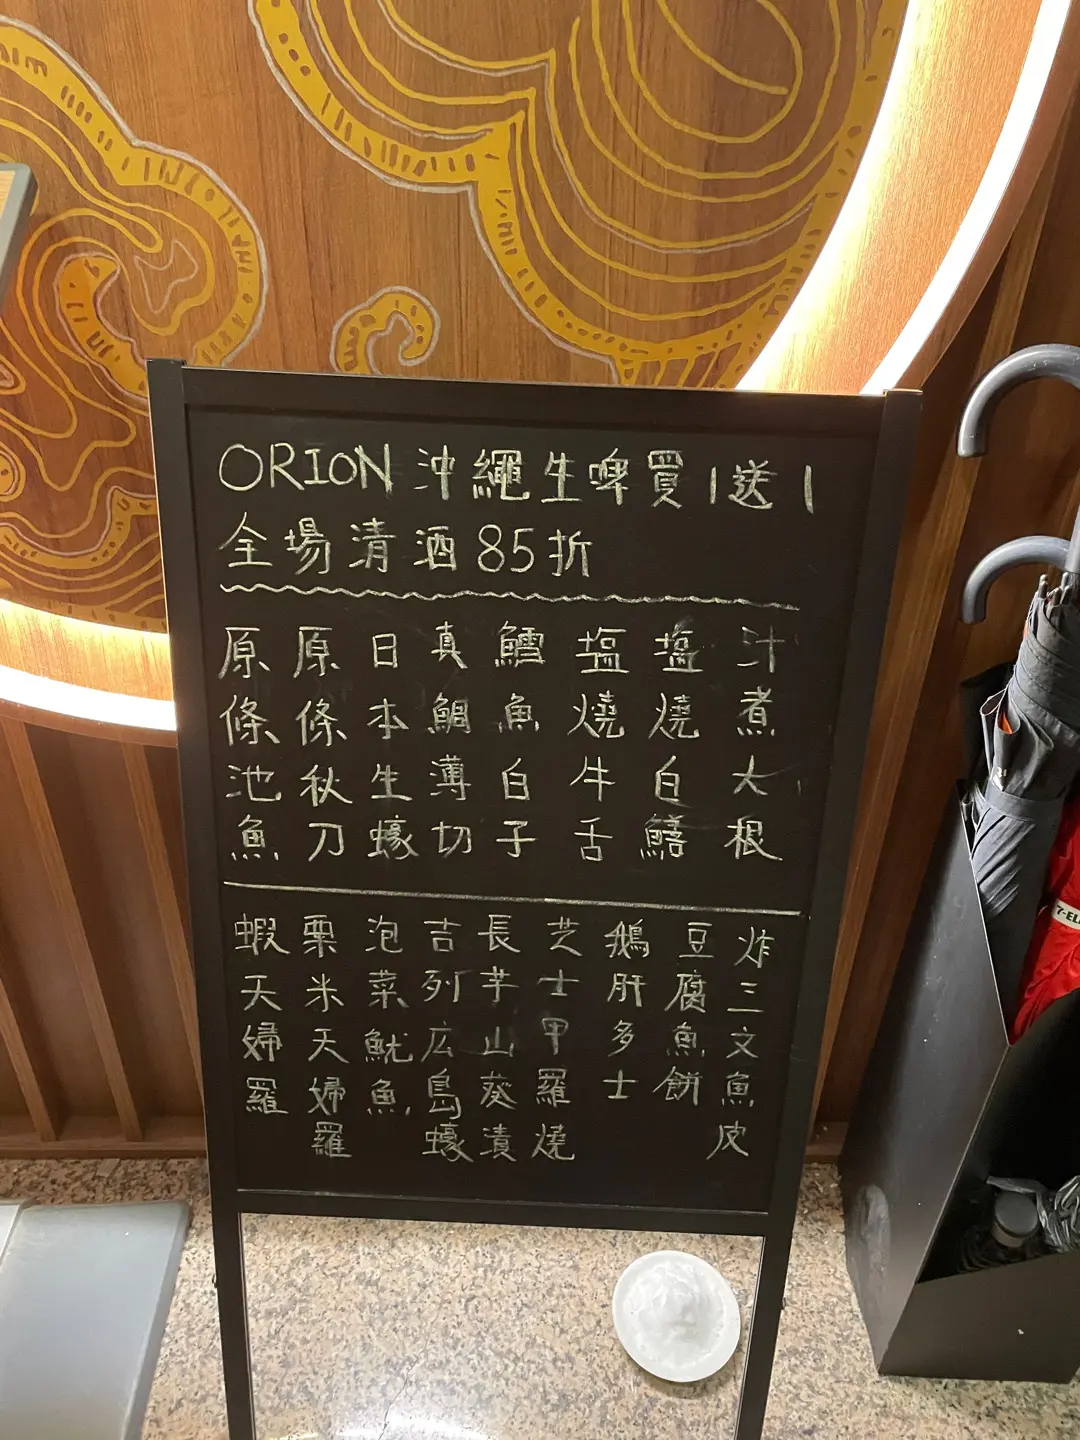 ORION 沖繩生啤買1送1
全場清酒85折
汁煮大根
塩燒白鱔
塩燒牛舌
鱈魚白子
真鯛薄切
日本生蠔
原條秋刀
原條池魚
炸三文魚皮
豆腐魚餅
鵝肝多士
芝士甲羅燒
長芋山葵漬
吉列広島蠔
泡菜魷魚
栗米天婦羅
蝦天婦羅
7-EL